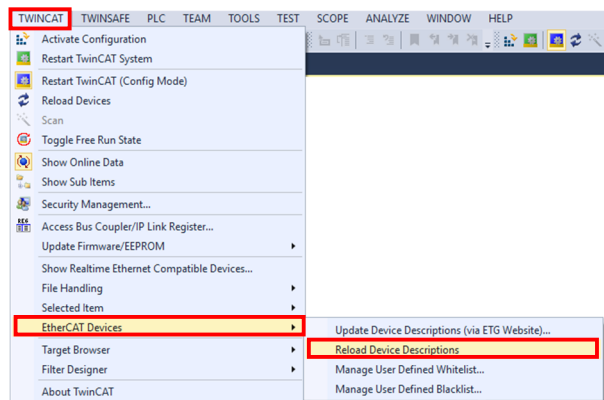 TWINCAT TWINSAFE PLC TEAM TOOLS TEST SCOPE ANALYZE WINDOW HELP
Activate Configuration
Restart TwinCAT System
Restart TwinCAT (Config Mode)
Reload Devices
Scan
Toggle Free Run State
Show Online Data
Show Sub Items
Security Management...
REG
Access Bus Coupler/IP Link Register...
Update Firmware/EEPROM
Show Realtime Ethernet Compatible Devices...
File Handling
Selected Item
EtherCAT Devices
Target Browser
Filter Designer
About TwinCAT
Update Device Descriptions (via ETG Website)...
Reload Device Descriptions
Manage User Defined Whitelist...
Manage User Defined Blacklist...